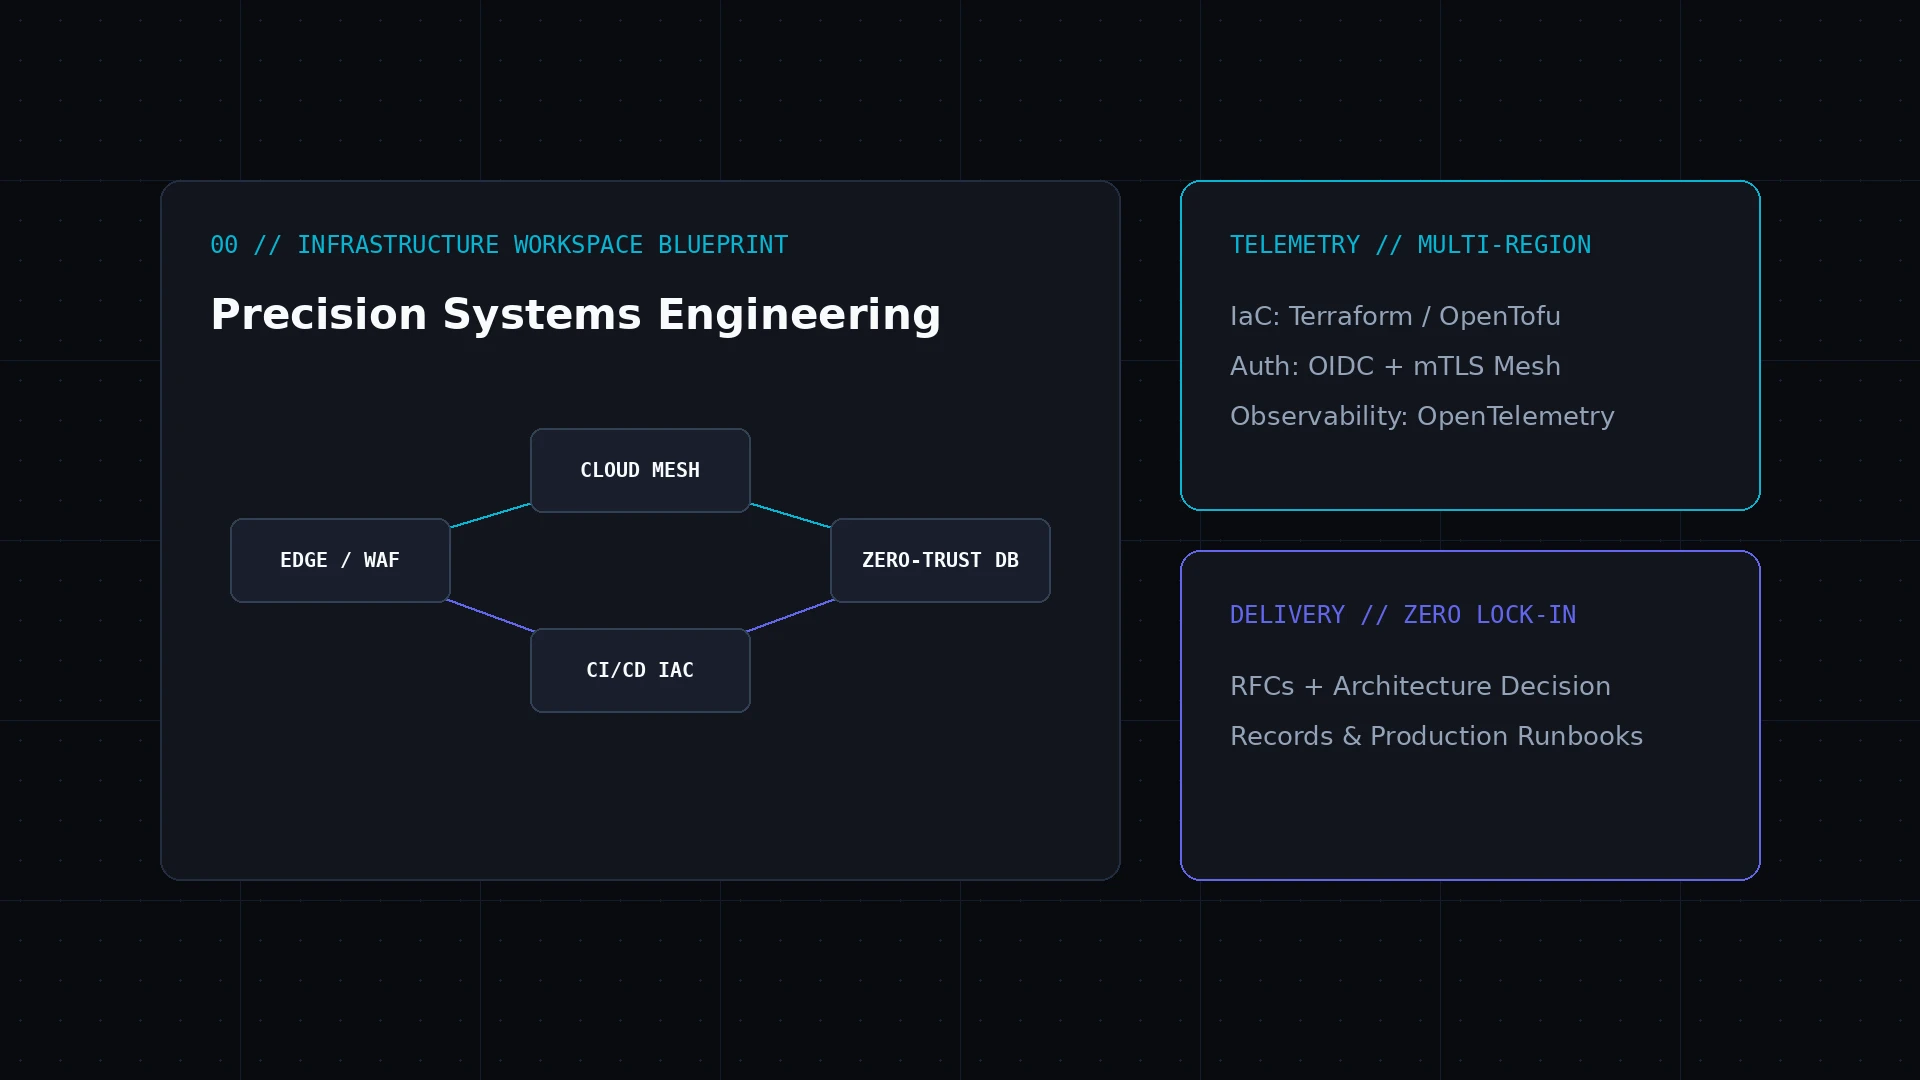 00 // INFRASTRUCTURE WORKSPACE BLUEPRINT
Precision Systems Engineering
CLOUD MESH
EDGE / WAF
ZERO-TRUST DB
CI/CD IAC
TELEMETRY // MULTI-REGION
IaC: Terraform / OpenTofu
Auth: OIDC + mTLS Mesh
Observability: OpenTelemetry
DELIVERY // ZERO LOCK-IN
RFCs + Architecture Decision
Records & Production Runbooks